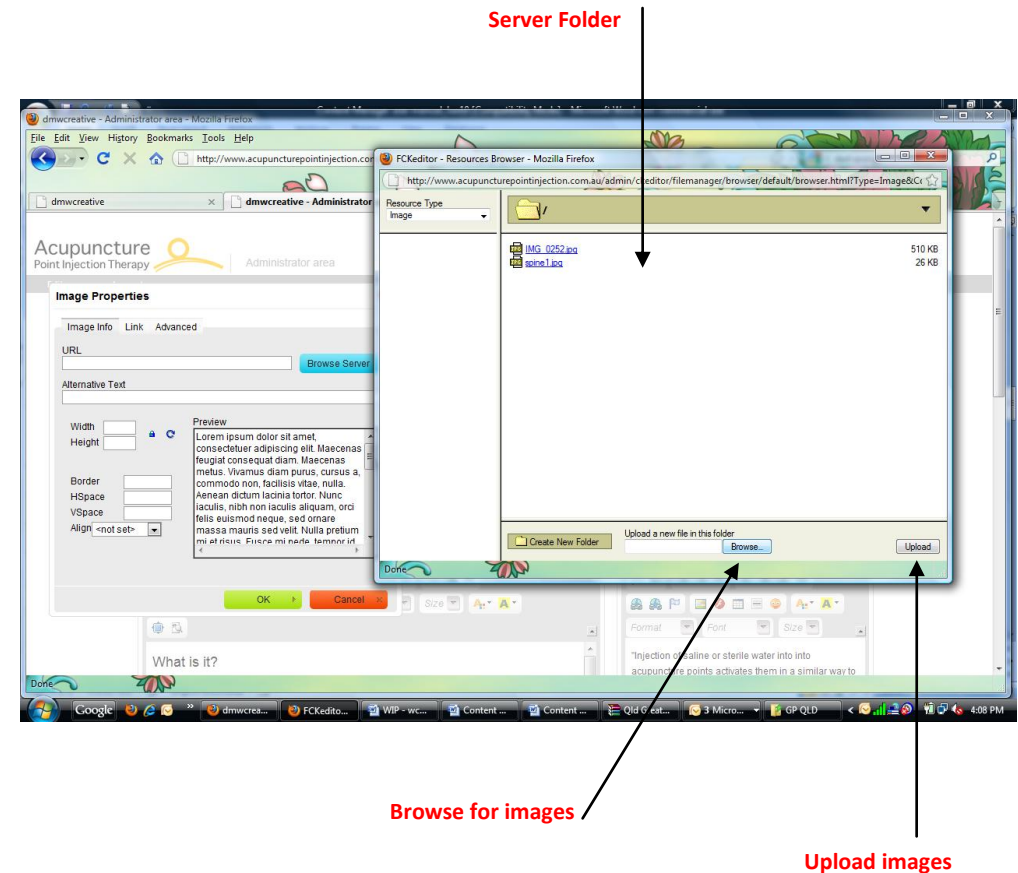 Server Folder
dmwcreative - Administrator area - Mozilla Firefox
File Edit View History Bookmarks Tools Help
http://www.acupuncturepointinjection.com
dmwcreative
dmwcreative - Administrator
Acupuncture
Point Injection Therapy
Administrator area
Image Properties
Image Info Link Advanced
URL
Browse Server
Alternative Text
Width
Height
Border
HSpace
VSpace
Align <not set>
Preview
Lorem ipsum dolor sit amet,
consectetuer adipiscing elit. Maecenas
feugiat consequat diam. Maecenas
metus. Vivamus diam purus, cursus a,
commodo non, facilisis vitae, nulla.
Aenean dictum lacinia tortor. Nunc
iaculis, nibh non iaculis aliquam, orci
felis euismod neque, sed ornare
massa mauris sed velit. Nulla pretium
mi et risus. Fusce mi pede, tempor id
OK
Cancel
FCKeditor - Resources Browser - Mozilla Firefox
http://www.acupuncturepointinjection.com.au/admin/ckeditor/filemanager/browser/default/browser.html?Type=Image&
Resource Type
Image
/
IMG_0252.jpg 510 KB
spine1.jpg 26 KB
Create New Folder
Upload a new file in this folder
Browse...
Upload
Done
Size
Format Font Size
What is it?
"Injection of saline or sterile water into into
acupuncture points activates them in a similar way to
Done
Google » dmwcrea... FCKedito... WIP - wc... Content ... Content ... Qld Great... 3 Micro... GP QLD < 4:08 PM
Browse for images
Upload images